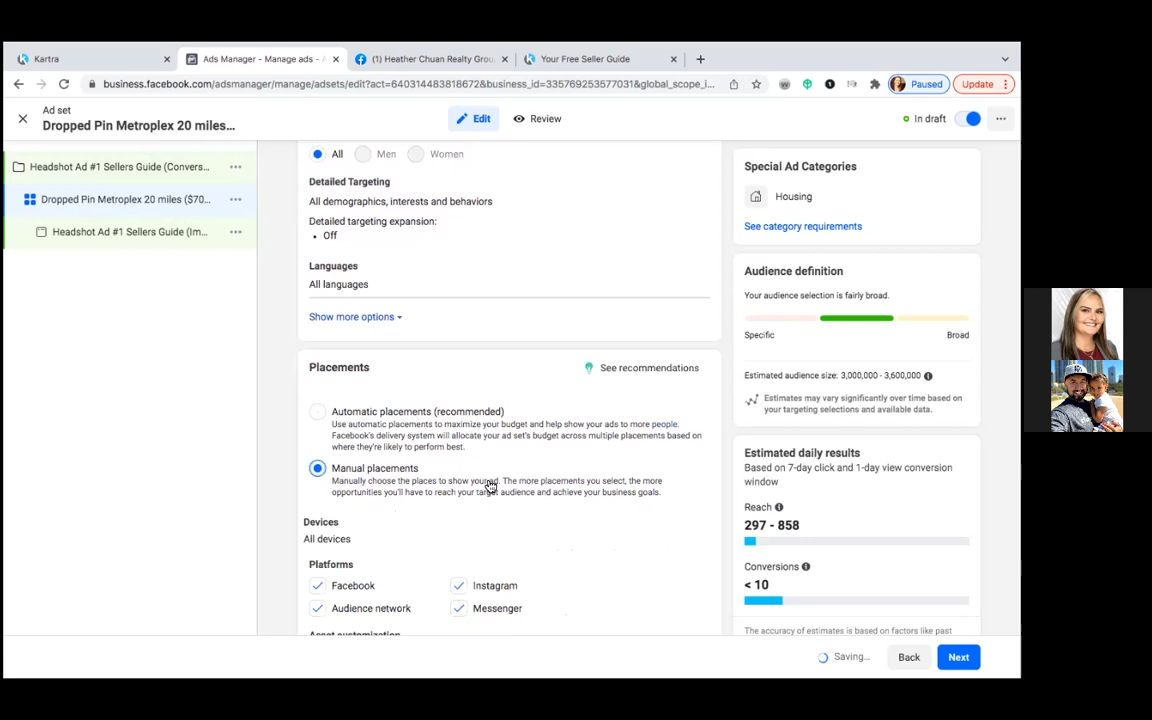 Kartra
Ads Manager - Manage ads - A
(1) Heather Chuan Realty Grou
Your Free Seller Guide
business.facebook.com/adsmanager/manage/adsets/edit?act=640314483818672&business_id=335769253577031&global_scope_i...
Paused
Update
Ad set
Dropped Pin Metroplex 20 miles...
Edit
Review
In draft
Headshot Ad #1 Sellers Guide (Convers...
Dropped Pin Metroplex 20 miles ($70...
Headshot Ad #1 Sellers Guide (Im...
All
Men
Women
Detailed Targeting
All demographics, interests and behaviors
Detailed targeting expansion:
• Off
Languages
All languages
Show more options
Placements
See recommendations
Automatic placements (recommended)
Use automatic placements to maximize your budget and help show your ads to more people.
Facebook's delivery system will allocate your ad set's budget across multiple placements based on
where they're likely to perform best.
Manual placements
Manually choose the places to show your ad. The more placements you select, the more
opportunities you'll have to reach your target audience and achieve your business goals.
Devices
All devices
Platforms
Facebook
Instagram
Audience network
Messenger
Asset customization
Special Ad Categories
Housing
See category requirements
Audience definition
Your audience selection is fairly broad.
Specific
Broad
Estimated audience size: 3,000,000 - 3,600,000
Estimates may vary significantly over time based on
your targeting selections and available data.
Estimated daily results
Based on 7-day click and 1-day view conversion
window
Reach
297 - 858
Conversions
< 10
The accuracy of estimates is based on factors like past
Saving...
Back
Next